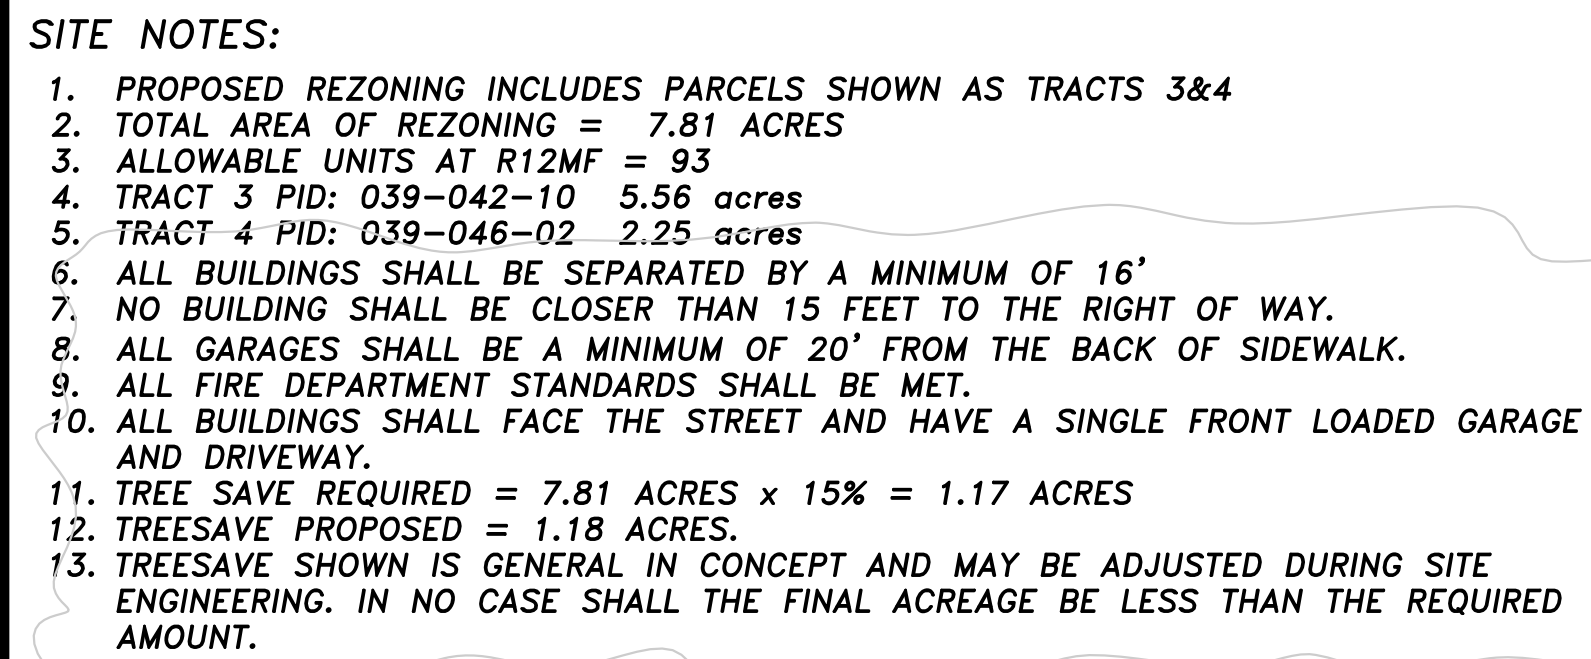 SITE NOTES:
1. PROPOSED REZONING INCLUDES PARCELS SHOWN AS TRACTS 3&4
2. TOTAL AREA OF REZONING = 7.81 ACRES
3. ALLOWABLE UNITS AT R12MF = 93
4. TRACT 3 PID: 039-042-10 5.56 acres
5. TRACT 4 PID: 039-046-02 2.25 acres
6. ALL BUILDINGS SHALL BE SEPARATED BY A MINIMUM OF 16'
7. NO BUILDING SHALL BE CLOSER THAN 15 FEET TO THE RIGHT OF WAY.
8. ALL GARAGES SHALL BE A MINIMUM OF 20' FROM THE BACK OF SIDEWALK.
9. ALL FIRE DEPARTMENT STANDARDS SHALL BE MET.
10. ALL BUILDINGS SHALL FACE THE STREET AND HAVE A SINGLE FRONT LOADED GARAGE
AND DRIVEWAY.
11. TREE SAVE REQUIRED = 7.81 ACRES x 15% = 1.17 ACRES
12. TREESAVE PROPOSED = 1.18 ACRES.
13. TREESAVE SHOWN IS GENERAL IN CONCEPT AND MAY BE ADJUSTED DURING SITE
ENGINEERING. IN NO CASE SHALL THE FINAL ACREAGE BE LESS THAN THE REQUIRED
AMOUNT.